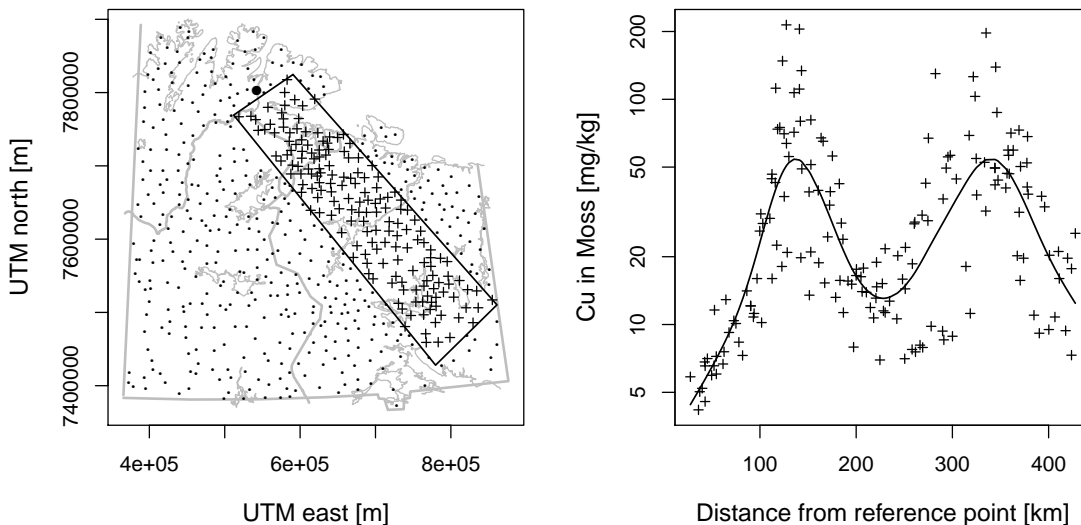 UTM north [m]
7400000 7600000 7800000
4e+05 6e+05 8e+05
UTM east [m]
Cu in Moss [mg/kg]
5 10 20 50 100 200
100 200 300 400
Distance from reference point [km]